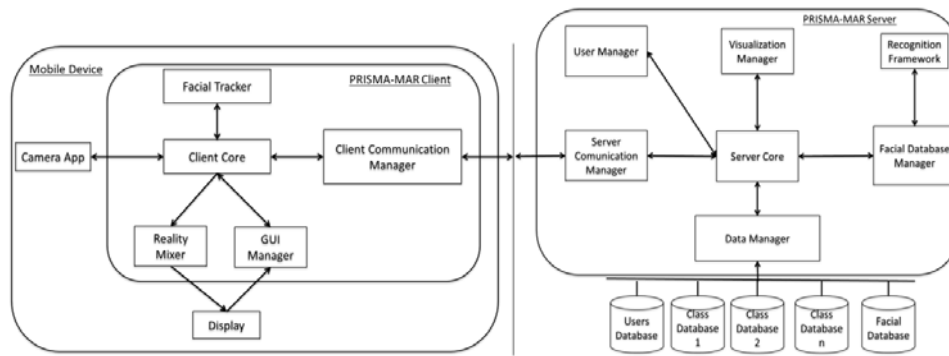 Mobile Device
PRISMA-MAR Client
Facial Tracker
Camera App
Client Core
Client Communication
Manager
Reality
Mixer
GUI
Manager
Display
PRISMA-MAR Server
User Manager
Visualization
Manager
Recognition
Framework
Server
Comunication
Manager
Server Core
Facial Database
Manager
Data Manager
Users
Database
Class
Database
1
Class
Database
2
Class
Database
n
Facial
Database